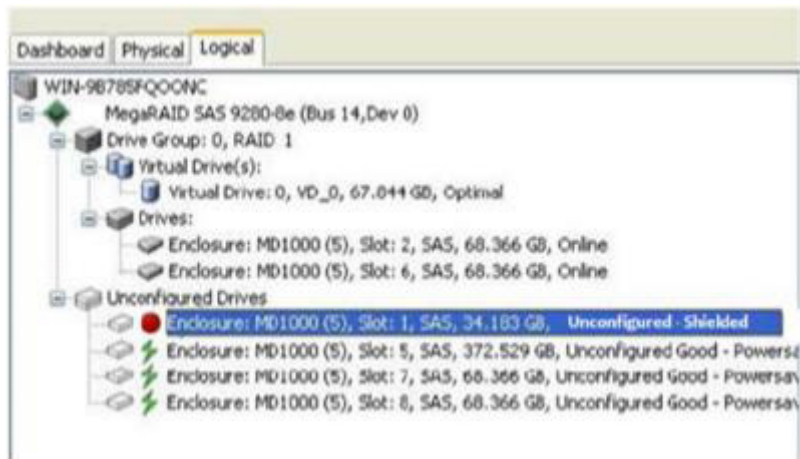 Dashboard Physical Logical
WIN-9B785FQOONC
MegaRAID SAS 9280-8e (Bus 14,Dev 0)
Drive Group: 0, RAID 1
Virtual Drive(s):
Virtual Drive: 0, VD_0, 67.844 GB, Optimal
Drives:
Enclosure: MD1000 (5), Slot: 2, SAS, 68.366 GB, Online
Enclosure: MD1000 (5), Slot: 6, SAS, 68.366 GB, Online
Unconfigured Drives
Enclosure: MD1000 (5), Slot: 1, SAS, 34.183 GB, Unconfigured - Shielded
Enclosure: MD1000 (5), Slot: 5, SAS, 372.529 GB, Unconfigured Good - Powersa
Enclosure: MD1000 (5), Slot: 7, SAS, 68.366 GB, Unconfigured Good - Powersav
Enclosure: MD1000 (5), Slot: 8, SAS, 68.366 GB, Unconfigured Good - Powersav